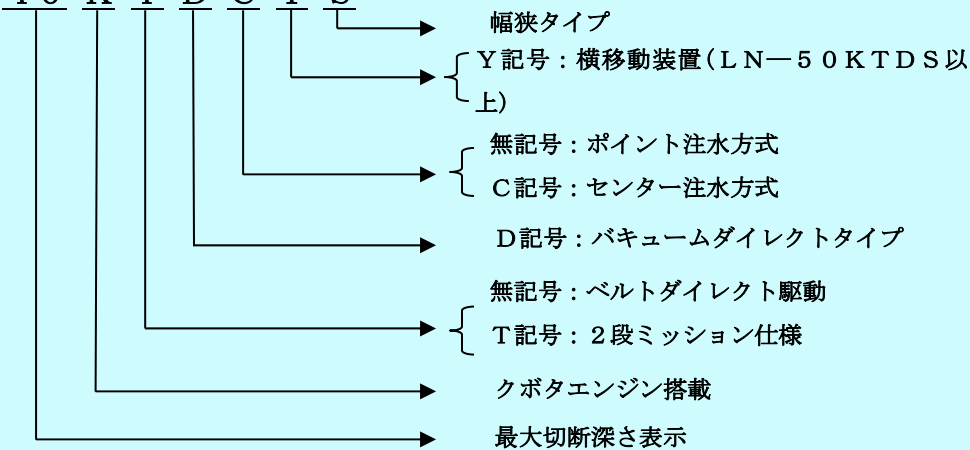 K T D C Y S
幅狭タイプ
Y記号：横移動装置(LN―50KTDS以
上)
無記号：ポイント注水方式
C記号：センター注水方式
D記号：バキュームダイレクトタイプ
無記号：ベルトダイレクト駆動
T記号：2段ミッション仕様
クボタエンジン搭載
最大切断深さ表示